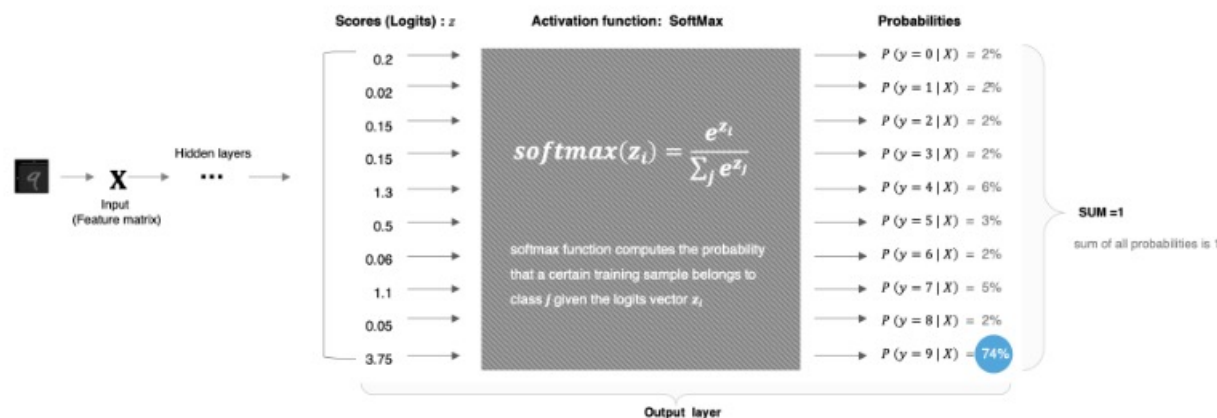 Scores (Logits) : z
Activation function: SoftMax
Probabilities
0.2
0.02
0.15
0.15
1.3
0.5
0.06
1.1
0.05
3.75
9
X
Input
(Feature matrix)
Hidden layers
...
softmax(z_i) = e^{z_i} / ∑_j e^{z_j}
softmax function computes the probability
that a certain training sample belongs to
class j given the logits vector z_i
P (y = 0 | X) = 2%
P (y = 1 | X) = 2%
P (y = 2 | X) = 2%
P (y = 3 | X) = 2%
P (y = 4 | X) = 6%
P (y = 5 | X) = 3%
P (y = 6 | X) = 2%
P (y = 7 | X) = 5%
P (y = 8 | X) = 2%
P (y = 9 | X) = 74%
SUM =1
sum of all probabilities is 1
Output layer